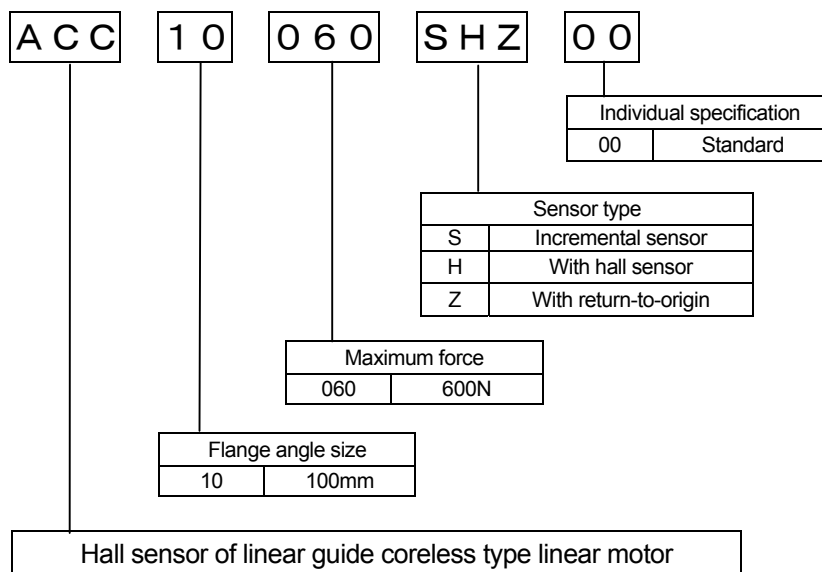 ACC 10 060 SHZ 00
Individual specification
00 Standard
Sensor type
S Incremental sensor
H With hall sensor
Z With return-to-origin
Maximum force
060 600N
Flange angle size
10 100mm
Hall sensor of linear guide coreless type linear motor